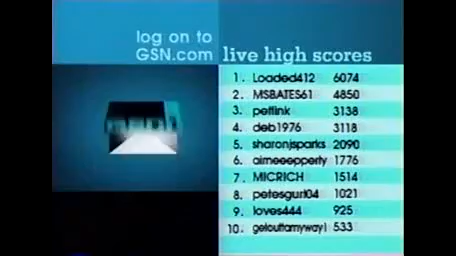 log on to
GSN.com
live high scores
1. Loaded412 6074
2. MSBATES61 4850
3. petlink 3138
4. deb1976 3118
5. sharonjsparks 2090
6. aimeeepperly 1776
7. MICRICH 1514
8. petesgurl04 1021
9. loves444 925
10. getouttamyway1 533